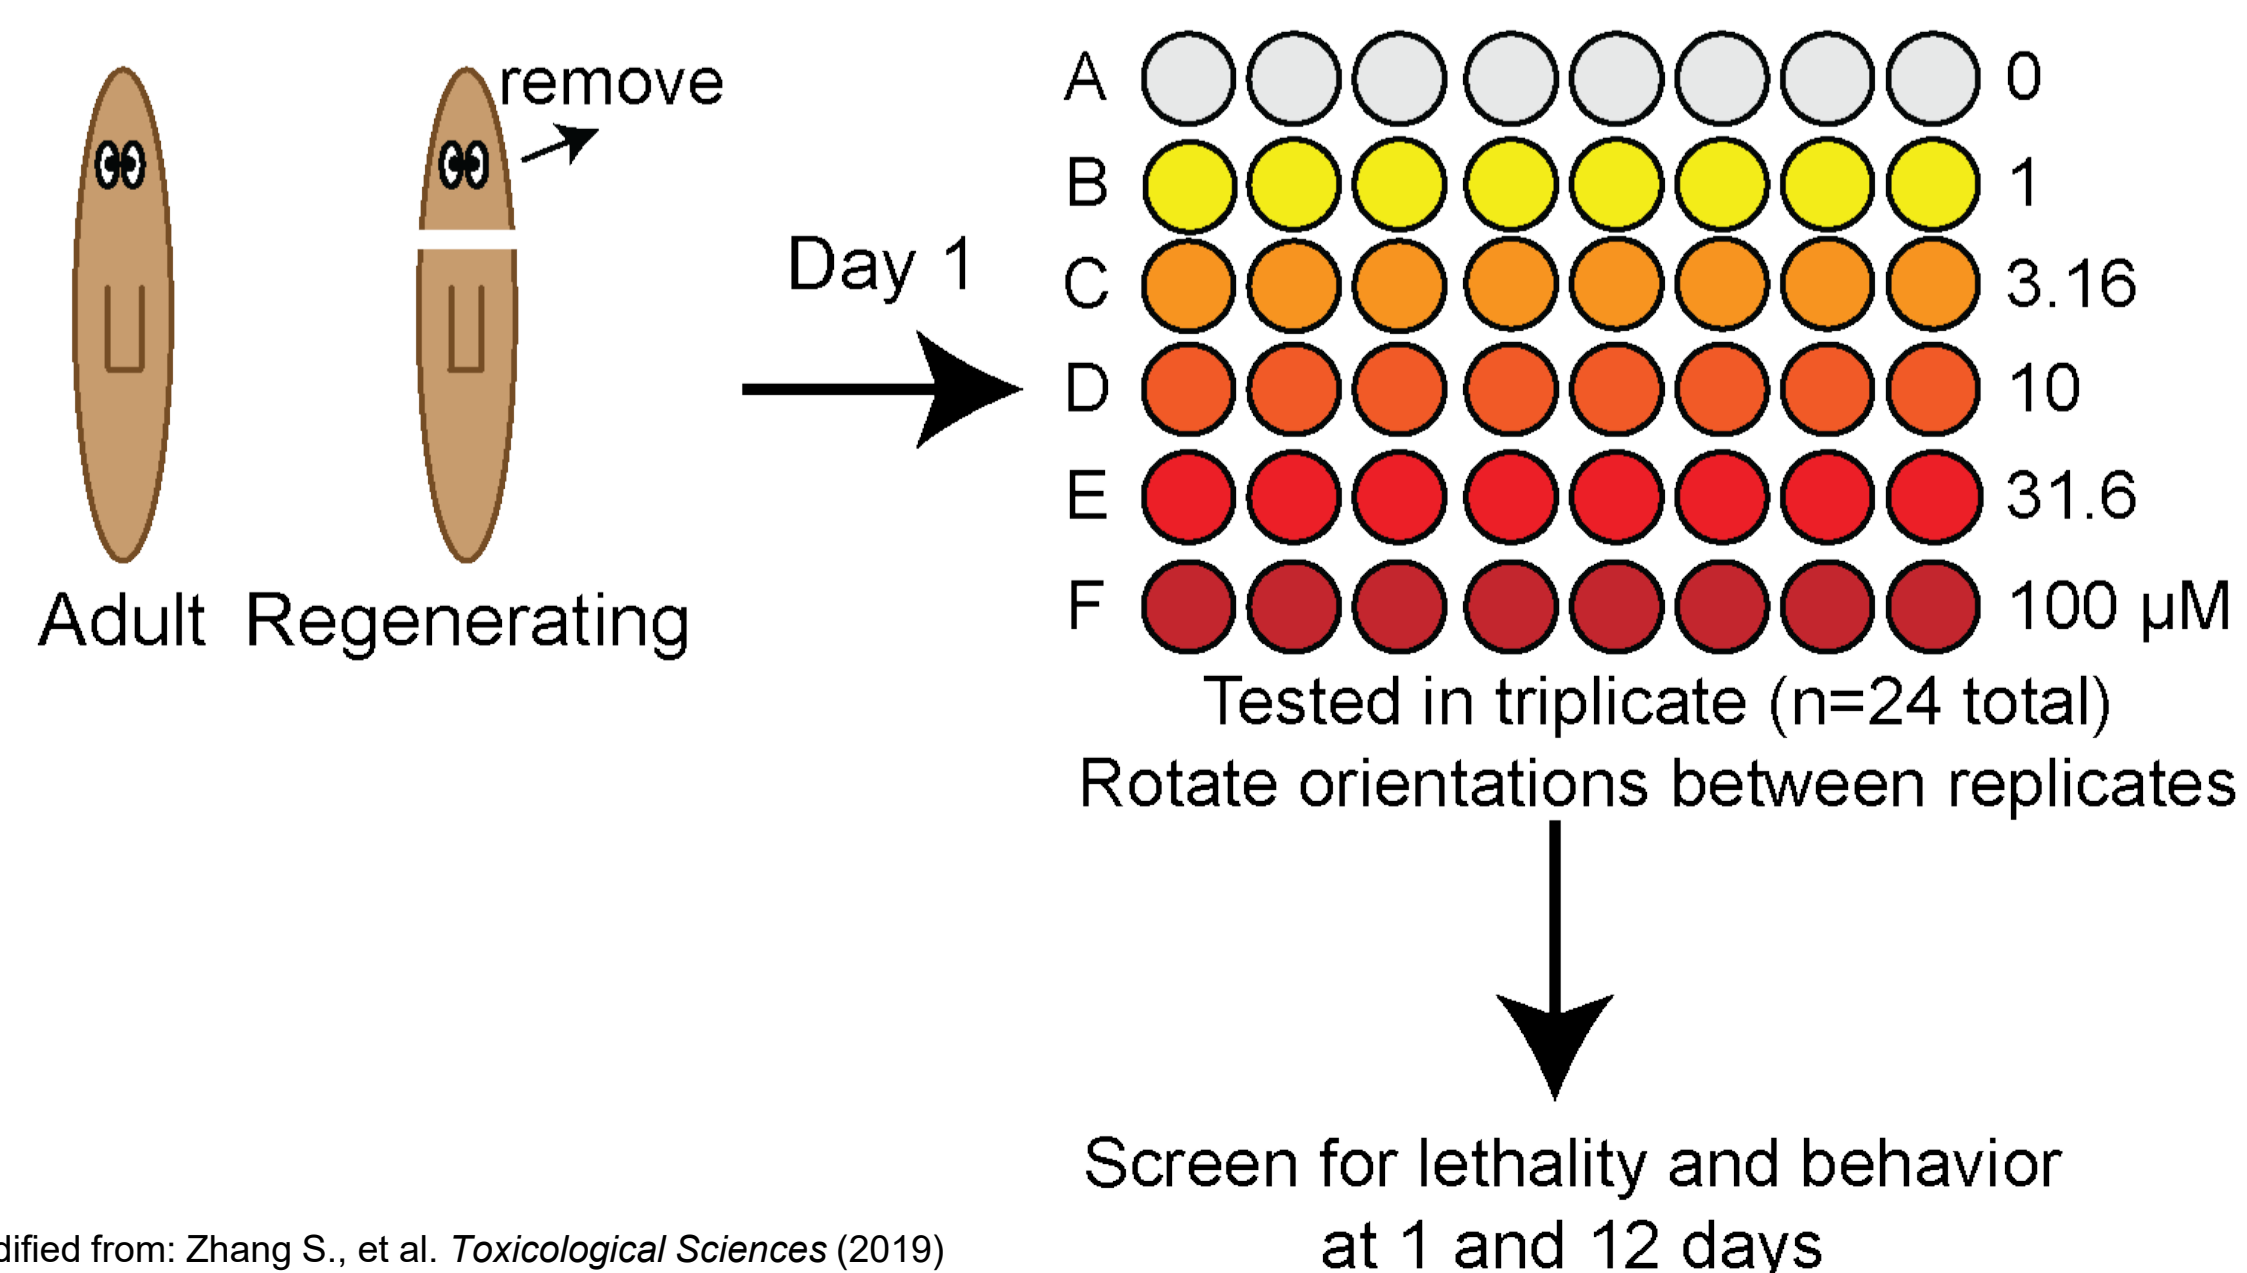 remove
Adult Regenerating
Day 1
A 0
B 1
C 3.16
D 10
E 31.6
F 100 µM
Tested in triplicate (n=24 total)
Rotate orientations between replicates
Screen for lethality and behavior
at 1 and 12 days
from: Zhang S., et al. Toxicological Sciences (2019)